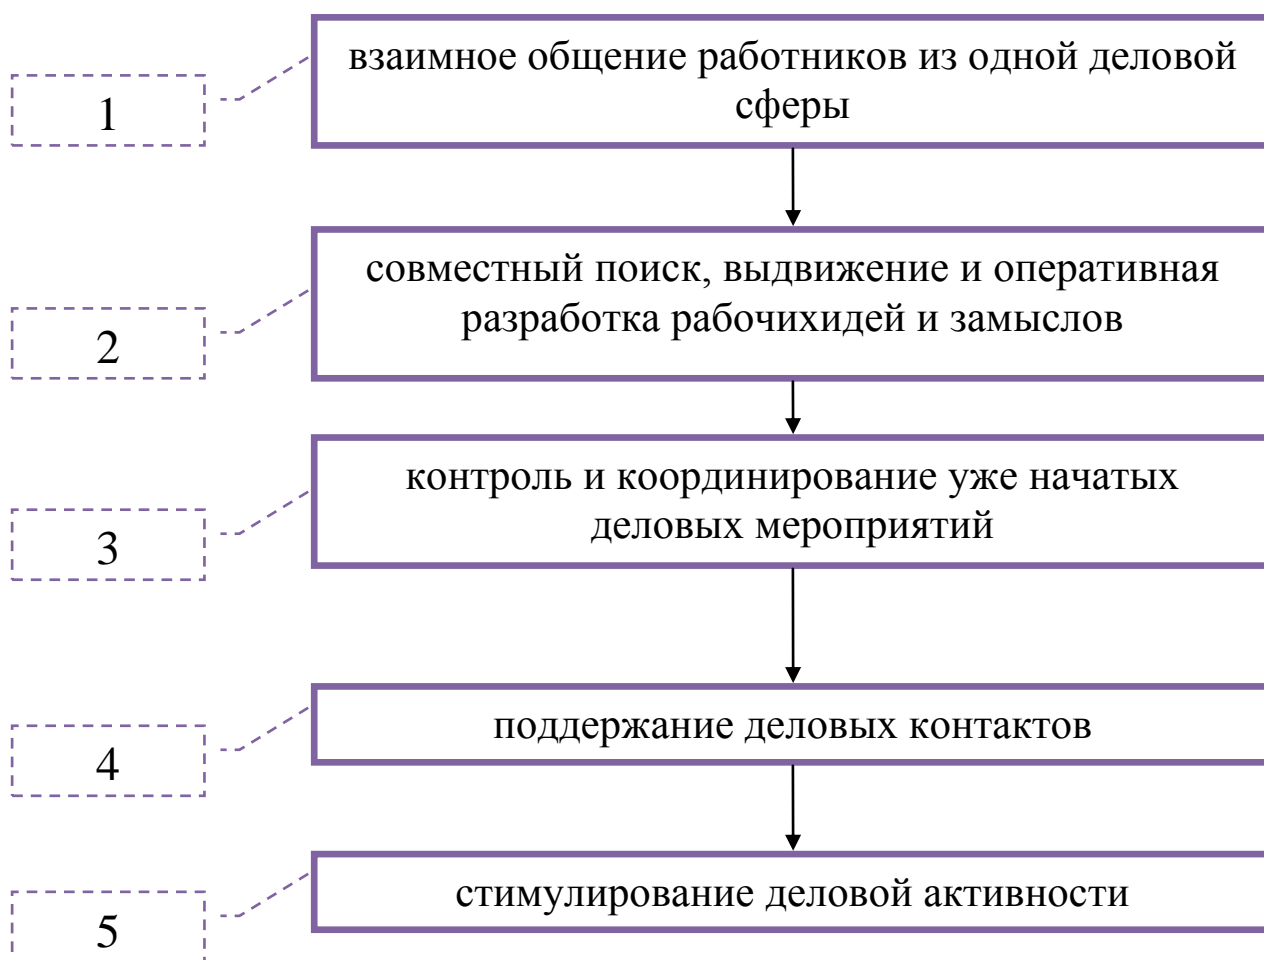 взаимное общение работников из одной деловой
сферы
1
совместный поиск, выдвижение и оперативная
разработка рабочихидей и замыслов
2
контроль и координирование уже начатых
деловых мероприятий
3
поддержание деловых контактов
4
стимулирование деловой активности
5